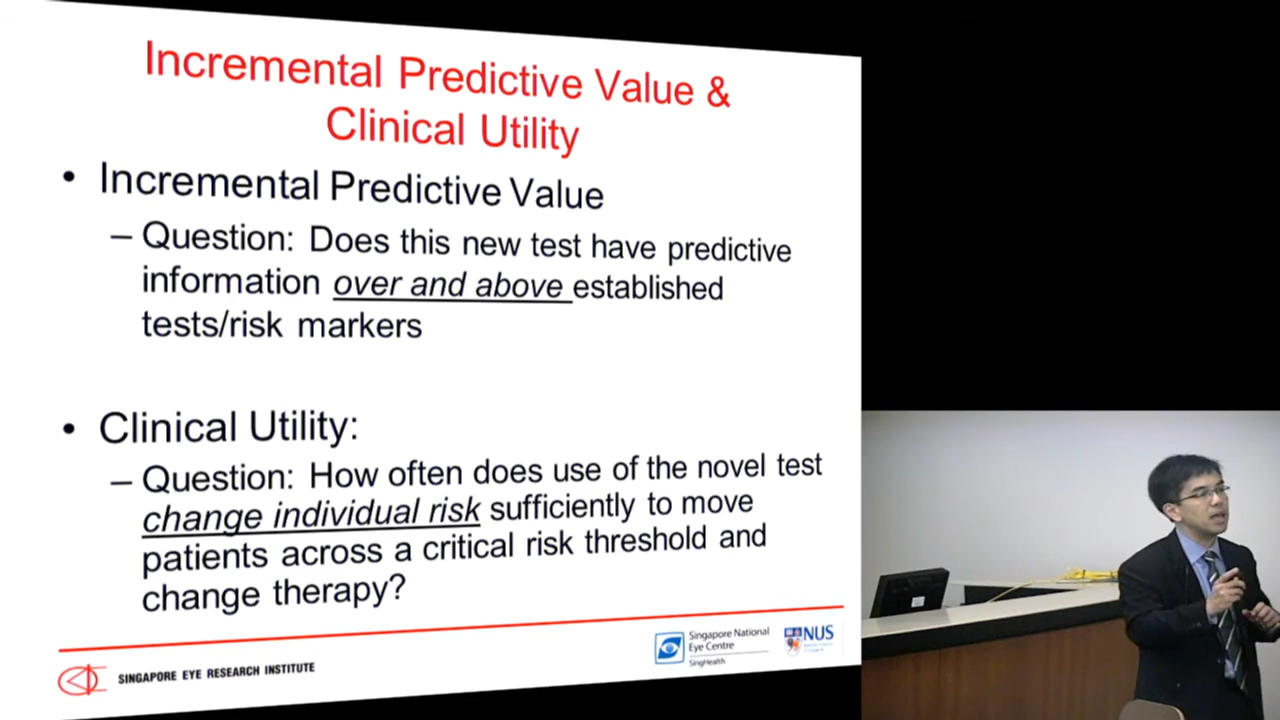 Incremental Predictive Value &
Clinical Utility
• Incremental Predictive Value
– Question: Does this new test have predictive
information over and above established
tests/risk markers
• Clinical Utility:
– Question: How often does use of the novel test
change individual risk sufficiently to move
patients across a critical risk threshold and
change therapy?
SINGAPORE EYE RESEARCH INSTITUTE
Singapore National
Eye Centre
SingHealth
NUS